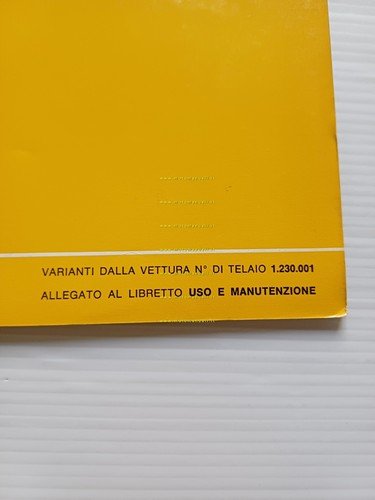 VARIANTI DALLA VETTURA N° DI TELAIO 1.230.001
ALLEGATO AL LIBRETTO USO E MANUTENZIONE